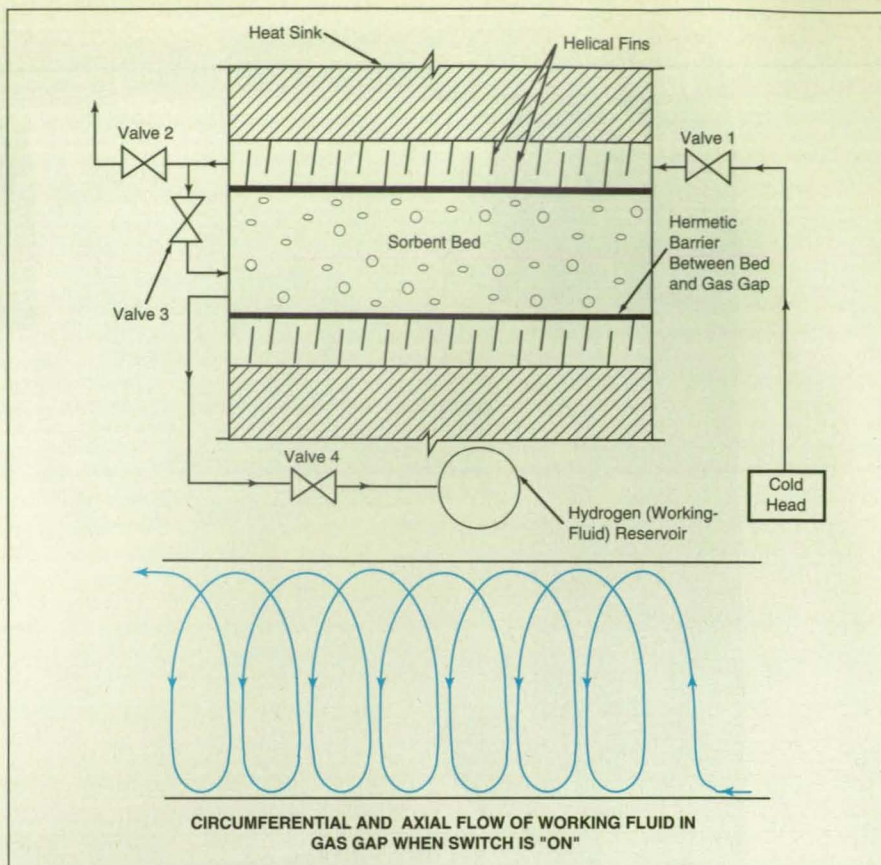 Heat Sink
Helical Fins
Valve 2
Valve 1
Sorbent Bed
Hermetic
Barrier
Between Bed
and Gas Gap
Valve 3
Valve 4
Cold
Head
Hydrogen (Working-
Fluid) Reservoir
CIRCUMFERENTIAL AND AXIAL FLOW OF WORKING FLUID IN
GAS GAP WHEN SWITCH IS "ON"